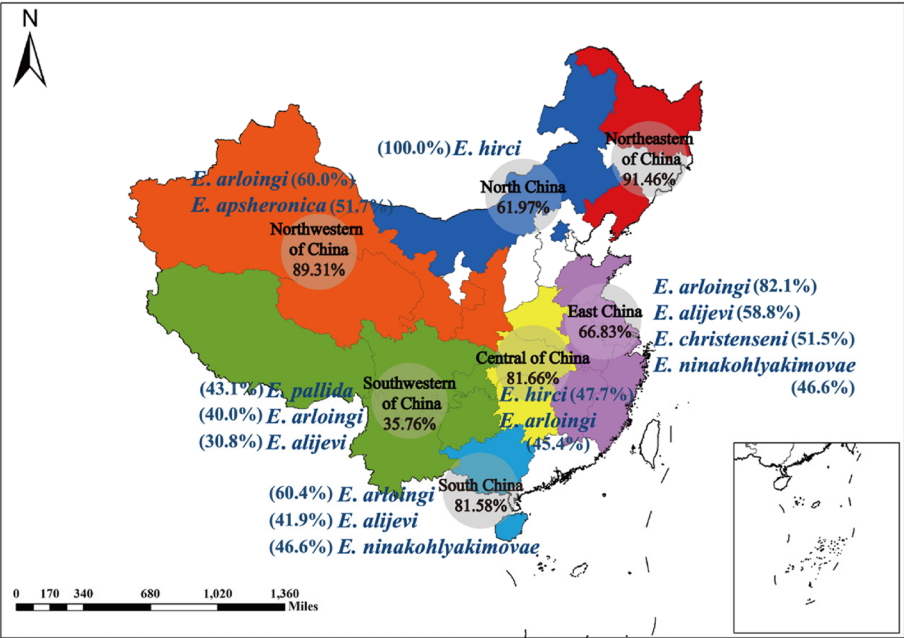 N
Northeastern
of China
91.46%
(100.0%) E. hirci
North China
61.97%
E. arloingi (60.0%)
E. apsheronica (51.7%)
Northwestern
of China
89.31%
East China
66.83%
E. arloingi (82.1%)
E. alijevi (58.8%)
E. christenseni (51.5%)
E. ninakohlyakimovae
(46.6%)
Central of China
81.66%
E. hirci (47.7%)
E. arloingi
(45.4%)
Southwestern
of China
35.76%
(43.1%) E. pallida
(40.0%) E. arloingi
(30.8%) E. alijevi
South China
81.58%
(60.4%) E. arloingi
(41.9%) E. alijevi
(46.6%) E. ninakohlyakimovae
0 170 340 680 1,020 1,360
Miles